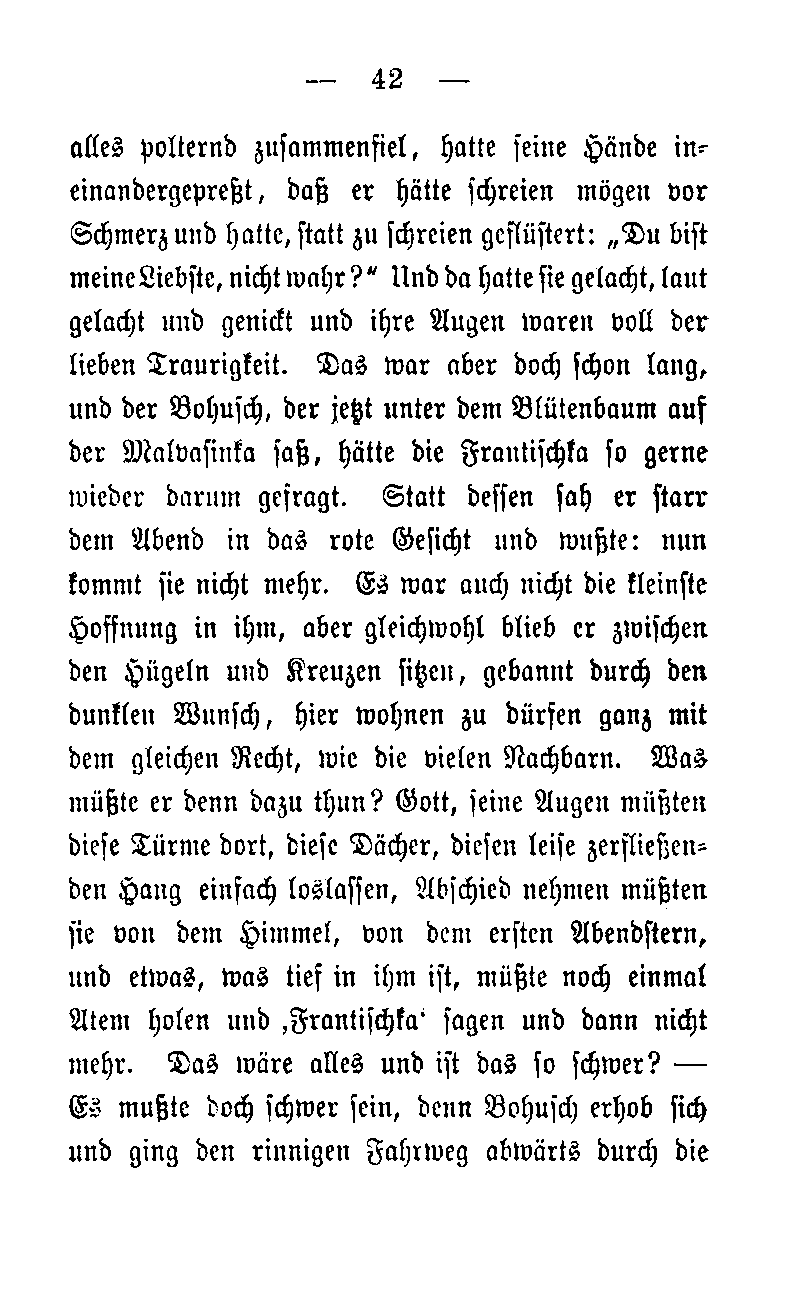 — 42 —
alles polternd zusammenfiel, hatte seine Hände in-
einandergepreßt, daß er hätte schreien mögen vor
Schmerz und hatte, statt zu schreien geflüstert: „Du bist
meine Liebste, nicht wahr?“ Und da hatte sie gelacht, laut
gelacht und genickt und ihre Augen waren voll der
lieben Traurigkeit. Das war aber doch schon lang,
und der Bohusch, der jetzt unter dem Blütenbaum auf
der Malvasinka saß, hätte die Frantischka so gerne
wieder darum gefragt. Statt dessen sah er starr
dem Abend in das rote Gesicht und wußte: nun
kommt sie nicht mehr. Es war auch nicht die kleinste
Hoffnung in ihm, aber gleichwohl blieb er zwischen
den Hügeln und Kreuzen sitzen, gebannt durch den
dunklen Wunsch, hier wohnen zu dürfen ganz mit
dem gleichen Recht, wie die vielen Nachbarn. Was
müßte er denn dazu thun? Gott, seine Augen müßten
diese Türme dort, diese Dächer, diesen leise zerfließen-
den Hang einfach loslassen, Abschied nehmen müßten
sie von dem Himmel, von dem ersten Abendstern,
und etwas, was tief in ihm ist, müßte noch einmal
Atem holen und ‚Frantischka‘ sagen und dann nicht
mehr. Das wäre alles und ist das so schwer? —
Es mußte doch schwer sein, denn Bohusch erhob sich
und ging den rinnigen Fahrweg abwärts durch die